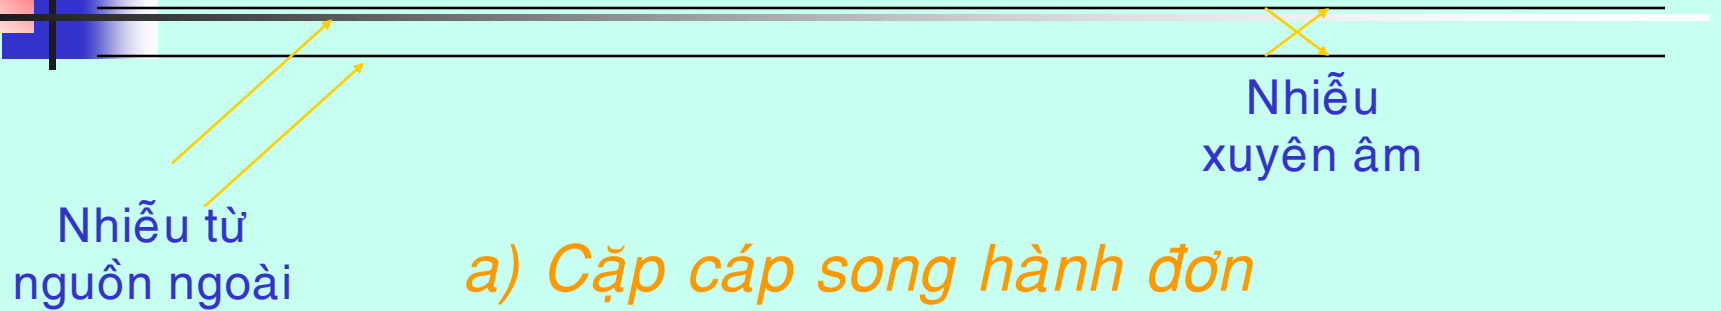 Nhiễu
xuyên âm
Nhiễu từ
nguồn ngoài
a) Cặp cáp song hành đơn